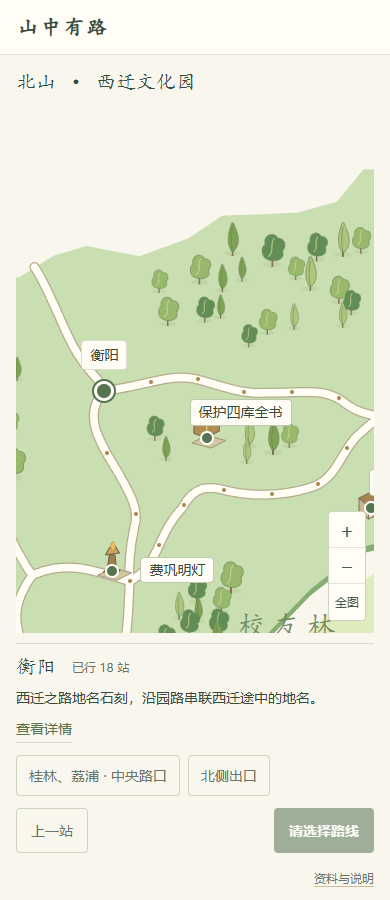 山中有路
北山 • 西迁文化园
衡阳
保护四库全书
费巩明灯
+
−
全图
校友林
衡阳 已行 18 站
西迁之路地名石刻，沿园路串联西迁途中的地名。
查看详情
桂林、荔浦 · 中央路口 北侧出口
上一站 请选择路线
资料与说明